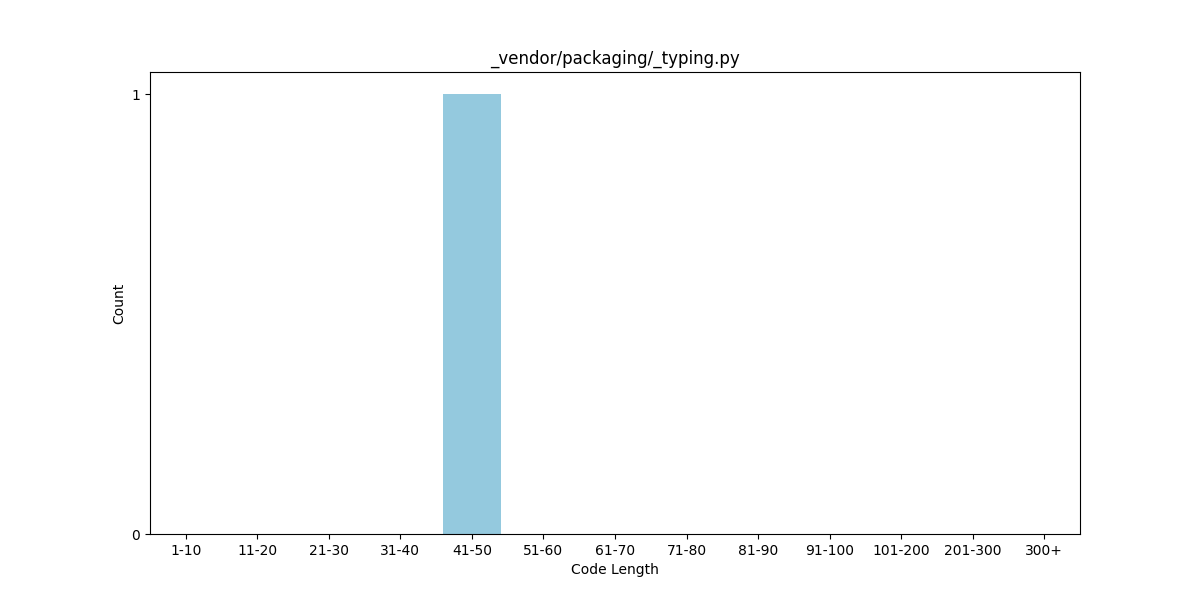 _vendor/packaging/_typing.py
1
Count
0
1-10 11-20 21-30 31-40 41-50 51-60 61-70 71-80 81-90 91-100 101-200 201-300 300+
Code Length